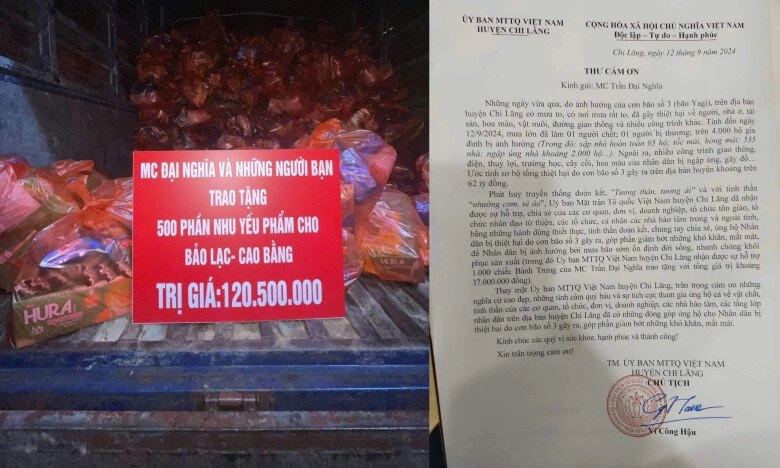 MC ĐẠI NGHĨA VÀ NHỮNG NGƯỜI BẠN
TRAO TẶNG
500 PHẦN NHU YẾU PHẨM CHO
BẢO LẠC- CAO BẰNG
TRỊ GIÁ:120.500.000
HURA
ỦY BAN MTTQ VIỆT NAM
HUYỆN CHI LĂNG
CỘNG HÒA XÃ HỘI CHỦ NGHĨA VIỆT NAM
Độc lập – Tự do – Hạnh phúc
Chi Lăng, ngày 12 tháng 9 năm 2024
THƯ CẢM ƠN
Kính gửi: MC Trần Đại Nghĩa
Những ngày vừa qua, do ảnh hưởng của cơn bão số 3 (bão Yagi), trên địa bàn
huyện Chi Lăng có mưa to, có nơi mưa rất to, đã gây thiệt hại về người, nhà ở, tài
sản, hoa màu, vật nuôi, đường giao thông và nhiều công trình khác. Tính đến ngày
12/9/2024, mưa lớn đã làm 01 người chết; 01 người bị thương; trên 4.000 hộ gia
đình bị ảnh hưởng (Trong đó: sập nhà hoàn toàn 05 hộ; tốc mái, hỏng mái: 535
nhà; ngập úng nhà khoảng 2.000 hộ...). Ngoài ra, nhiều công trình giao thông,
điện, thuỷ lợi, trường học, cây cối, hoa màu của nhân dân bị ngập úng, gãy đổ...
Ước tính sơ bộ tổng thiệt hại do cơn bão số 3 gây ra trên địa bàn huyện khoảng trên
62 tỷ đồng.
Phát huy truyền thống đoàn kết, "Tương thân, tương ái" và với tinh thần
"nhường cơm, sẻ áo", Uỷ ban Mặt trận Tổ quốc Việt Nam huyện Chi Lăng đã nhận
được sự hỗ trợ, chia sẻ của các cơ quan, đơn vị, doanh nghiệp, tổ chức tôn giáo, tổ
chức nhân đạo từ thiện, các tổ chức, cá nhân các nhà hảo tâm trong và ngoài tỉnh,
bằng những hành động thiết thực, tinh thần đoàn kết, chung tay chia sẻ, ủng hộ Nhân
dân bị thiệt hại do cơn bão số 3 gây ra, góp phần giảm bớt những khó khăn, mất mát,
để Nhân dân bị ảnh hưởng bởi mưa bão sớm ổn định đời sống, nhanh chóng khôi
phục sản xuất (trong đó Ủy ban MTTQ Việt Nam huyện Chi Lăng nhận được sự hỗ trợ
1.000 chiếc Bánh Trưng của MC Trần Đại Nghĩa trao tặng với tổng giá trị khoảng
37.000.000 đồng).
Thay mặt Ủy ban MTTQ Việt Nam huyện Chi Lăng, trân trọng cảm ơn những
nghĩa cử cao đẹp, những tình cảm quý báu và sự tích cực tham gia ủng hộ cả về vật chất,
tinh thần của các cơ quan, tổ chức, đơn vị, doanh nghiệp, các nhà hảo tâm, các tầng lớp
nhân dân trên địa bàn huyện Chi Lăng đã có những đóng góp ủng hộ cho Nhân dân bị
thiệt hại do cơn bão số 3 gây ra, góp phần giảm bớt những khó khăn, mất mát.
Kính chúc các quý vị sức khỏe, hạnh phúc và thành công!
Xin trân trọng cảm ơn!
TM. ỦY BAN MTTQ VIỆT NAM
HUYỆN CHI LĂNG
CHỦ TỊCH
Vi Công Hậu